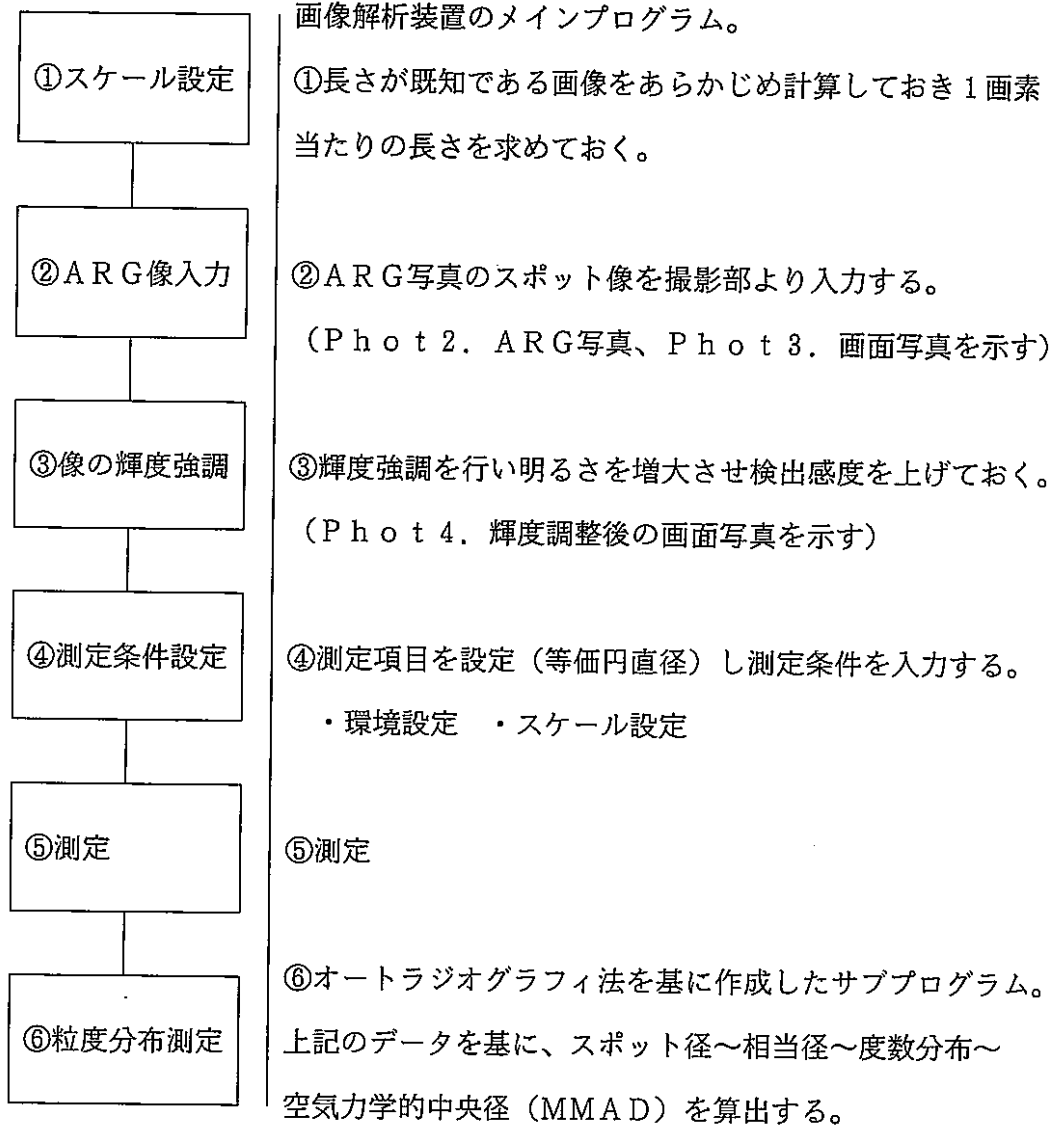 画像解析装置のメインプログラム。
①スケール設定
①長さが既知である画像をあらかじめ計算しておき1画素
当たりの長さを求めておく。
②ARG像入力
②ARG写真のスポット像を撮影部より入力する。
(Phot2. ARG写真、Phot3. 画面写真を示す)
③像の輝度強調
③輝度強調を行い明るさを増大させ検出感度を上げておく。
(Phot4. 輝度調整後の画面写真を示す)
④測定条件設定
④測定項目を設定(等価円直径)し測定条件を入力する。
・環境設定 ・スケール設定
⑤測定
⑤測定
⑥粒度分布測定
⑥オートラジオグラフィ法を基に作成したサブプログラム。
上記のデータを基に、スポット径～相当径～度数分布～
空気力学的中央径(MMAD)を算出する。